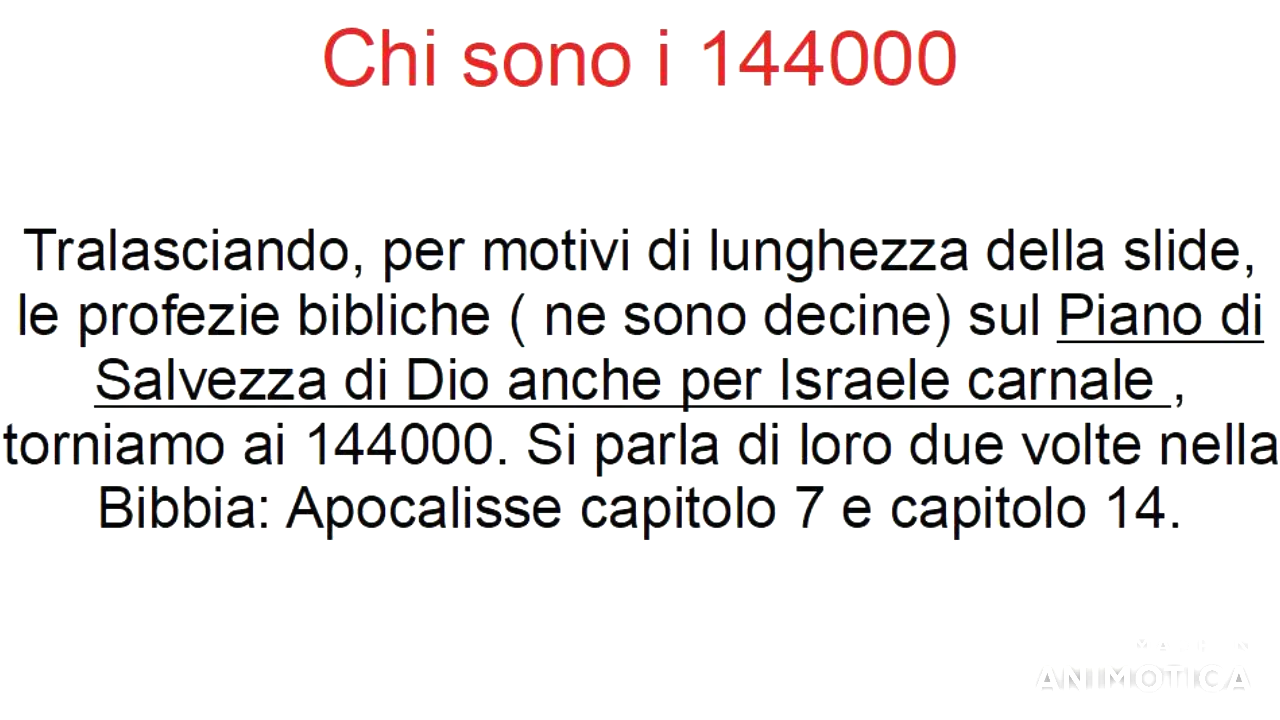 Chi sono i 144000
Tralasciando, per motivi di lunghezza della slide,
le profezie bibliche ( ne sono decine) sul Piano di
Salvezza di Dio anche per Israele carnale ,
torniamo ai 144000. Si parla di loro due volte nella
Bibbia: Apocalisse capitolo 7 e capitolo 14.
ANIMOTICA